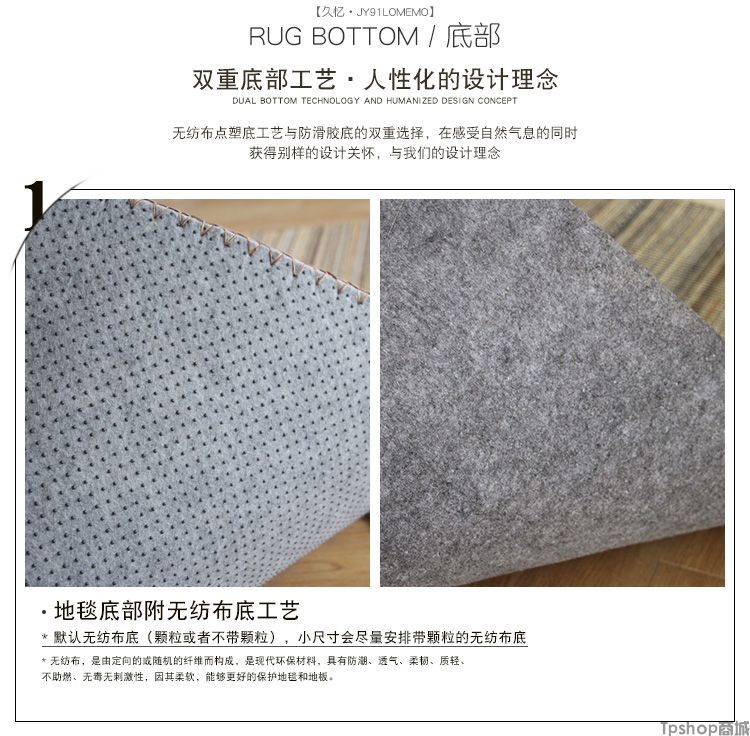 【久忆·JY91LOMEMO】
RUG BOTTOM / 底部
双重底部工艺·人性化的设计理念
DUAL BOTTOM TECHNOLOGY AND HUMANIZED DESIGN CONCEPT
无纺布点塑底工艺与防滑胶底的双重选择，在感受自然气息的同时
获得别样的设计关怀，与我们的设计理念
1
·地毯底部附无纺布底工艺
* 默认无纺布底（颗粒或者不带颗粒），小尺寸会尽量安排带颗粒的无纺布底
* 无纺布，是由定向的或随机的纤维而构成，是现代环保材料，具有防潮、透气、柔韧、质轻、
不助燃、无毒无刺激性，因其柔软，能够更好的保护地毯和地板。
Tpshop商城